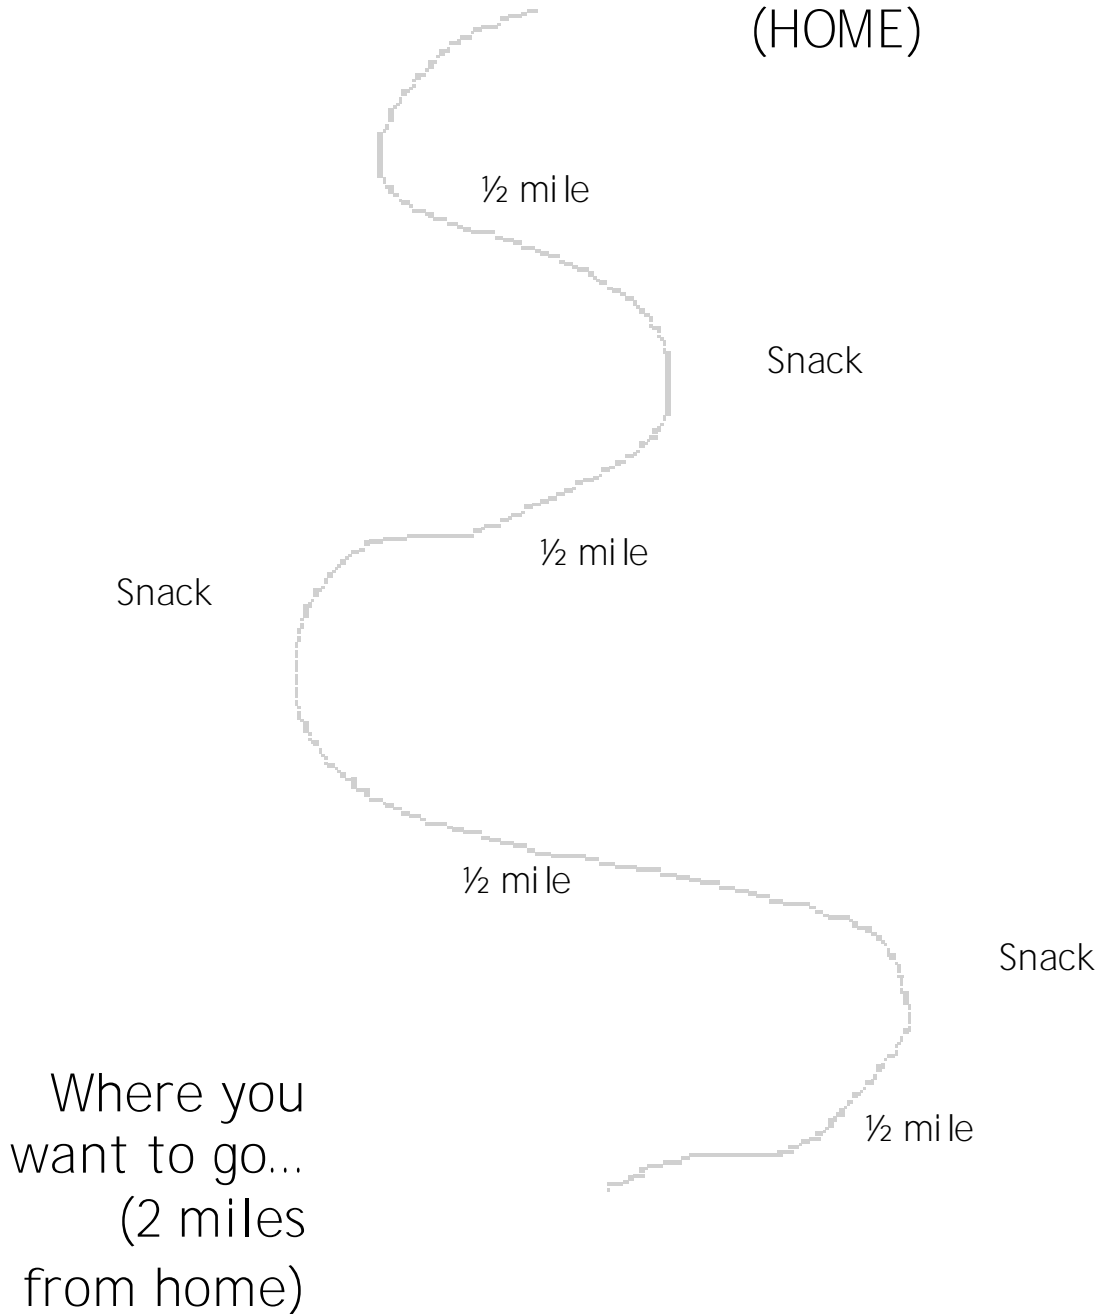 (HOME)
½ mile
Snack
½ mile
Snack
½ mile
Snack
Where you
want to go...
(2 miles
from home)
½ mile